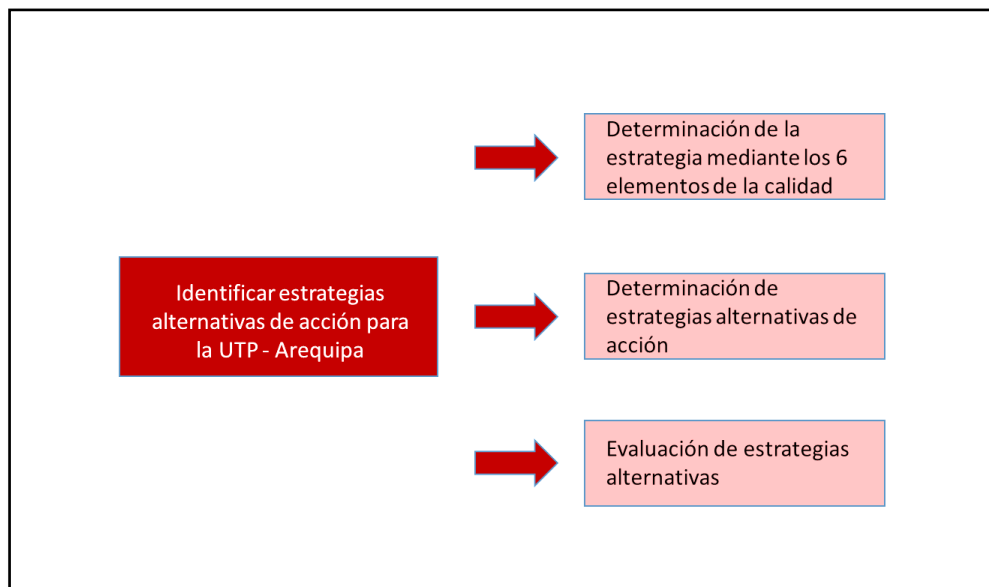 Identificar estrategias
alternativas de acción para
la UTP - Arequipa
Determinación de la
estrategia mediante los 6
elementos de la calidad
Determinación de
estrategias alternativas de
acción
Evaluación de estrategias
alternativas